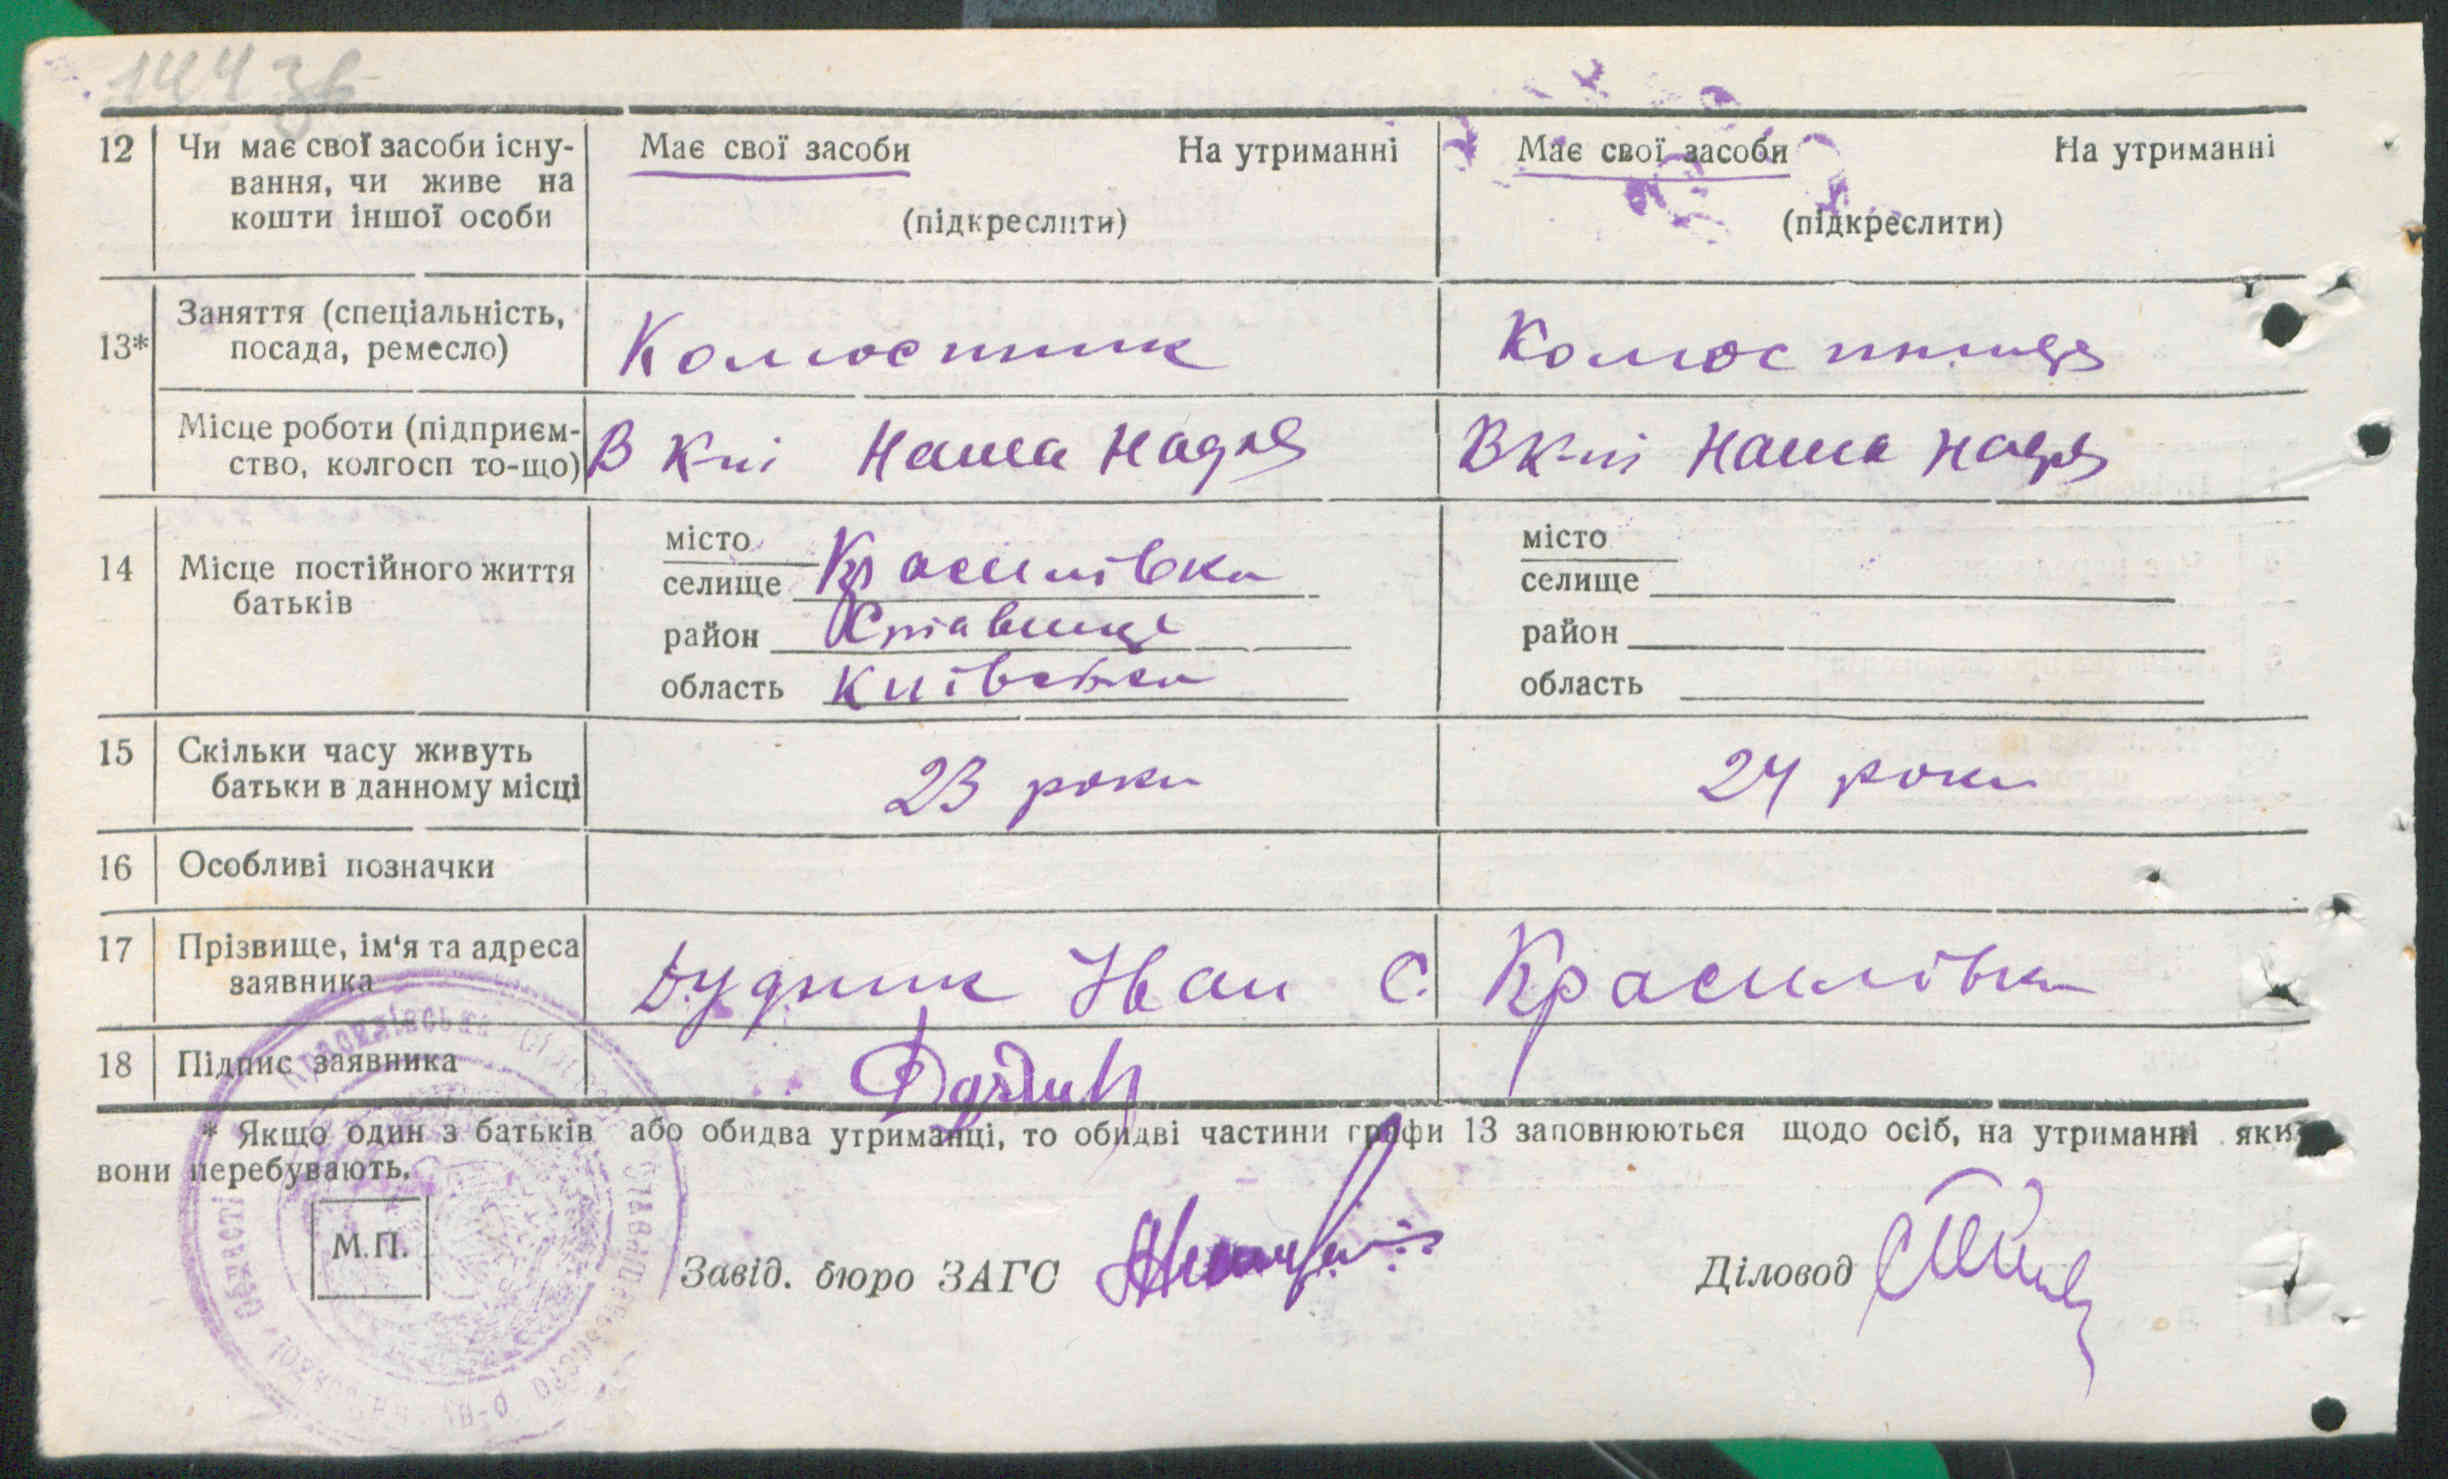 144 зв
12 Чи має свої засоби існу-
вання, чи живе на
кошти іншої особи
Має свої засоби На утриманні
(підкреслити)
Має свої засоби На утриманні
(підкреслити)
13* Заняття (спеціальність,
посада, ремесло)
Колгоспник
Колгоспниця
Місце роботи (підприєм-
ство, колгосп то-що)
В К-пі Наша Надія
В К-пі Наша Надія
14 Місце постійного життя
батьків
місто
селище Красилівка
район Ставище
область Київська
місто
селище
район
область
15 Скільки часу живуть
батьки в данному місці
23 роки
24 роки
16 Особливі позначки
17 Прізвище, ім'я та адреса
заявника
Дудник Іван С. Красилівка
18 Підпис заявника
* Якщо один з батьків або обидва утриманці, то обидві частини графи 13 заповнюються щодо осіб, на утриманні яких
вони перебувають.
М.П.
Завід. бюро ЗАГС
Діловод